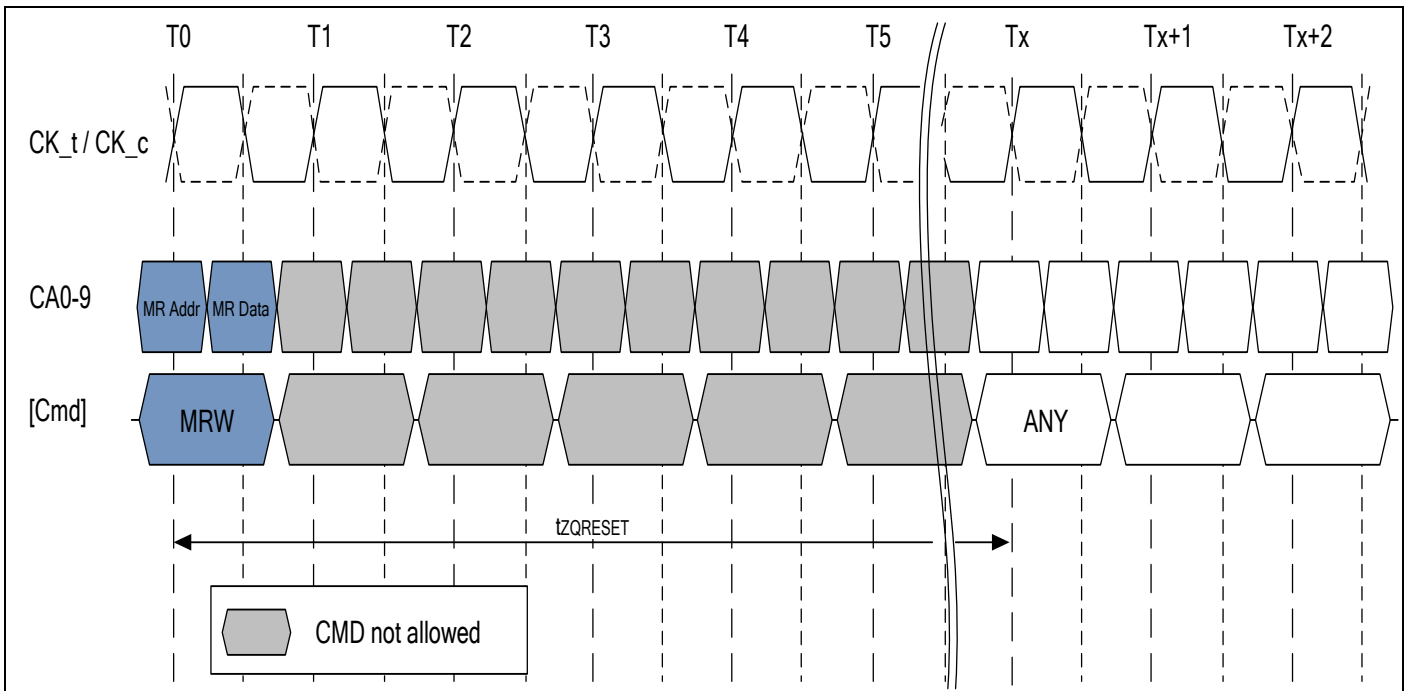 T0 T1 T2 T3 T4 T5 Tx Tx+1 Tx+2
CK_t / CK_c
CA0-9 MR Addr MR Data
[Cmd] MRW ANY
tZQRESET
CMD not allowed